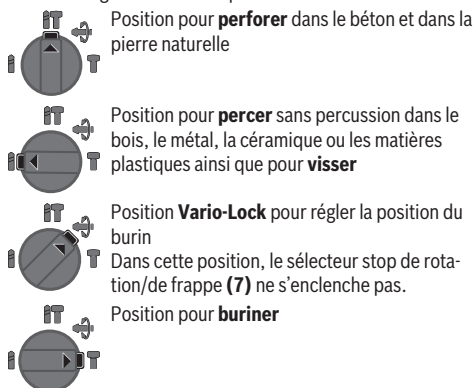 Position pour perforer dans le béton et dans la
pierre naturelle
Position pour percer sans percussion dans le
bois, le métal, la céramique ou les matières
plastiques ainsi que pour visser
Position Vario-Lock pour régler la position du
burin
Dans cette position, le sélecteur stop de rota-
tion/de frappe (7) ne s’enclenche pas.
Position pour buriner